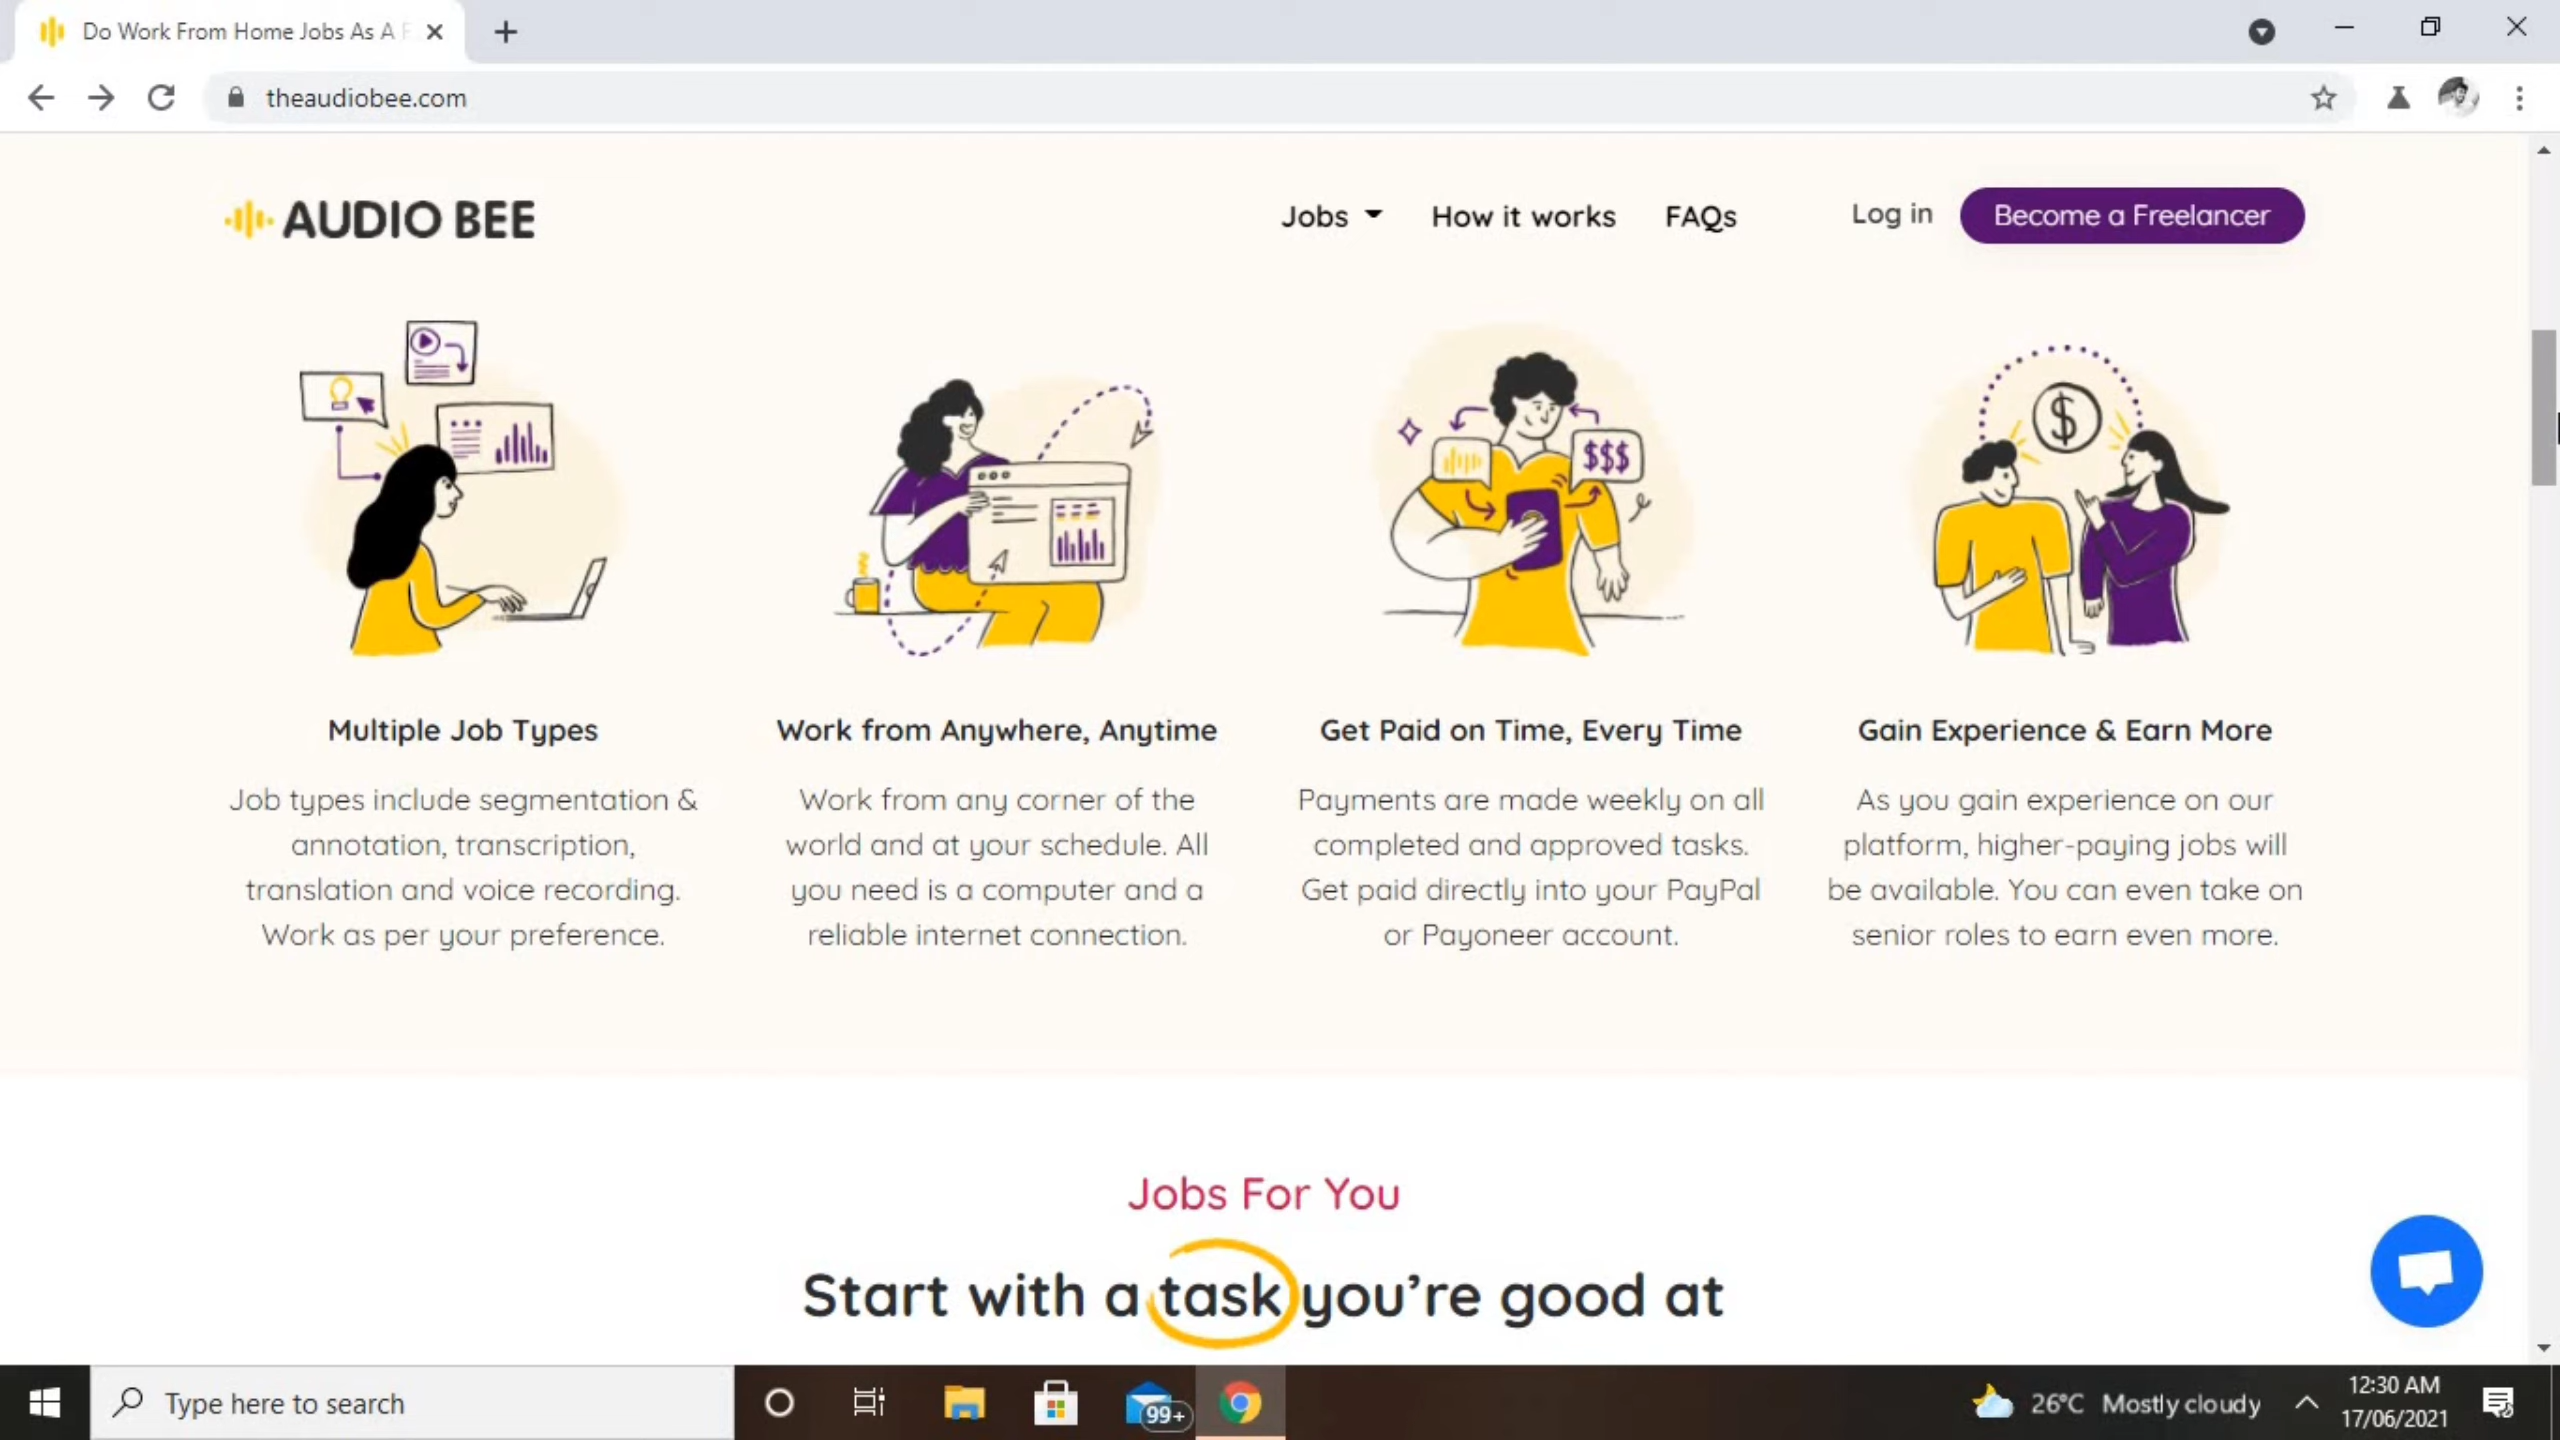 Do Work From Home Jobs As A F
theaudiobee.com
AUDIO BEE
Jobs
How it works
FAQs
Log in
Become a Freelancer
$$$
$
Multiple Job Types
Job types include segmentation &
annotation, transcription,
translation and voice recording.
Work as per your preference.
Work from Anywhere, Anytime
Work from any corner of the
world and at your schedule. All
you need is a computer and a
reliable internet connection.
Get Paid on Time, Every Time
Payments are made weekly on all
completed and approved tasks.
Get paid directly into your PayPal
or Payoneer account.
Gain Experience & Earn More
As you gain experience on our
platform, higher-paying jobs will
be available. You can even take on
senior roles to earn even more.
Jobs For You
Start with a task you’re good at
Type here to search
99+
26°C Mostly cloudy
12:30 AM
17/06/2021